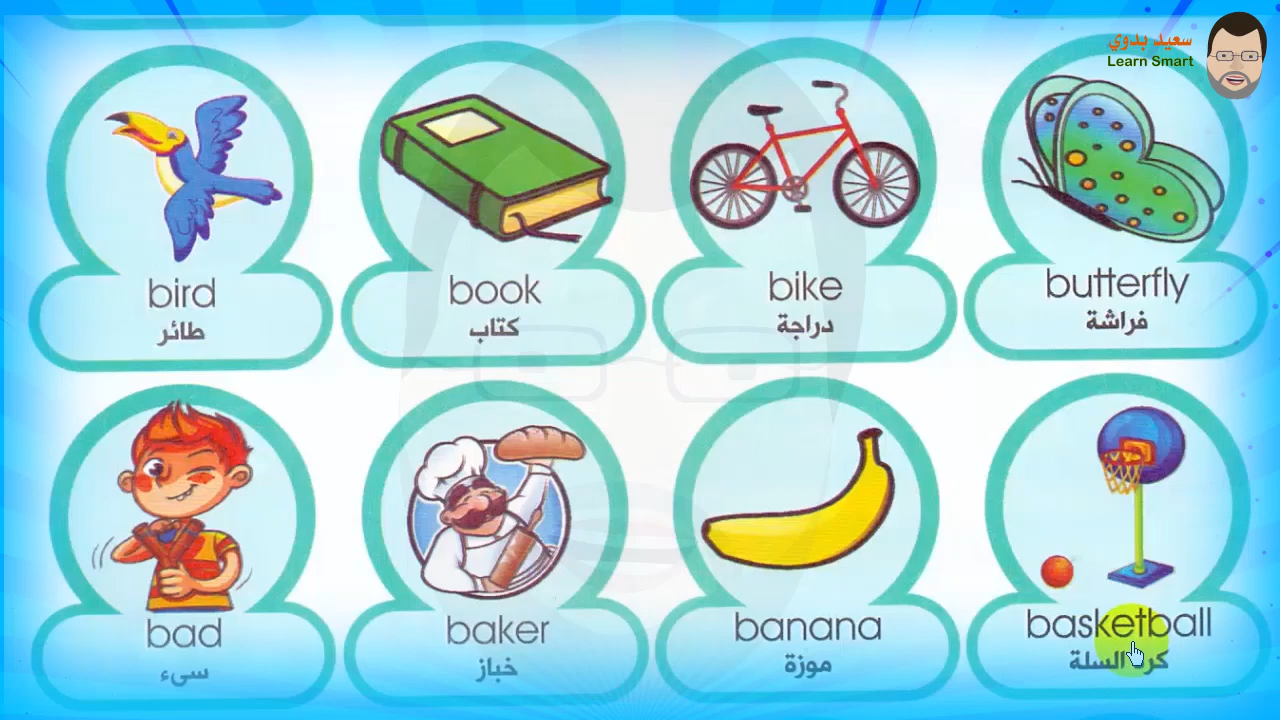 سعيد بدوي
Learn Smart
bird
طائر
book
كتاب
bike
دراجة
butterfly
فراشة
bad
سىء
baker
خباز
banana
موزة
basketball
كرة السلة